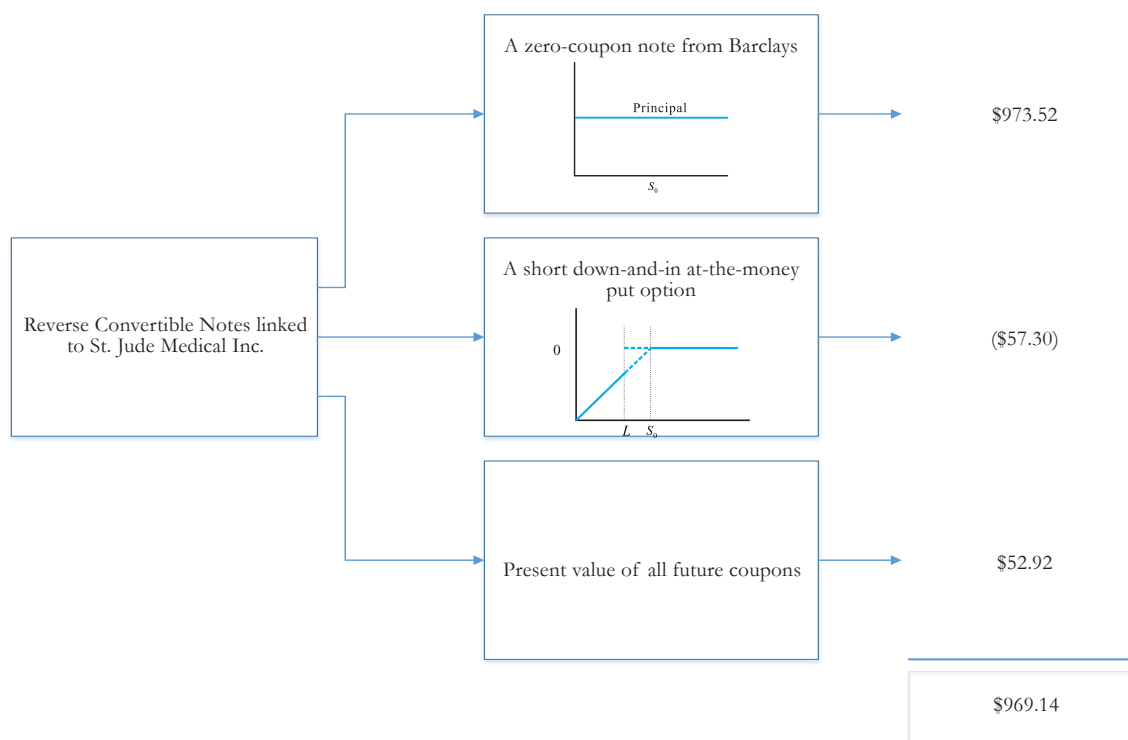 A zero-coupon note from Barclays
Principal
S₀
$973.52
Reverse Convertible Notes linked
to St. Jude Medical Inc.
A short down-and-in at-the-money
put option
0
L S₀
($57.30)
Present value of all future coupons
$52.92
$969.14